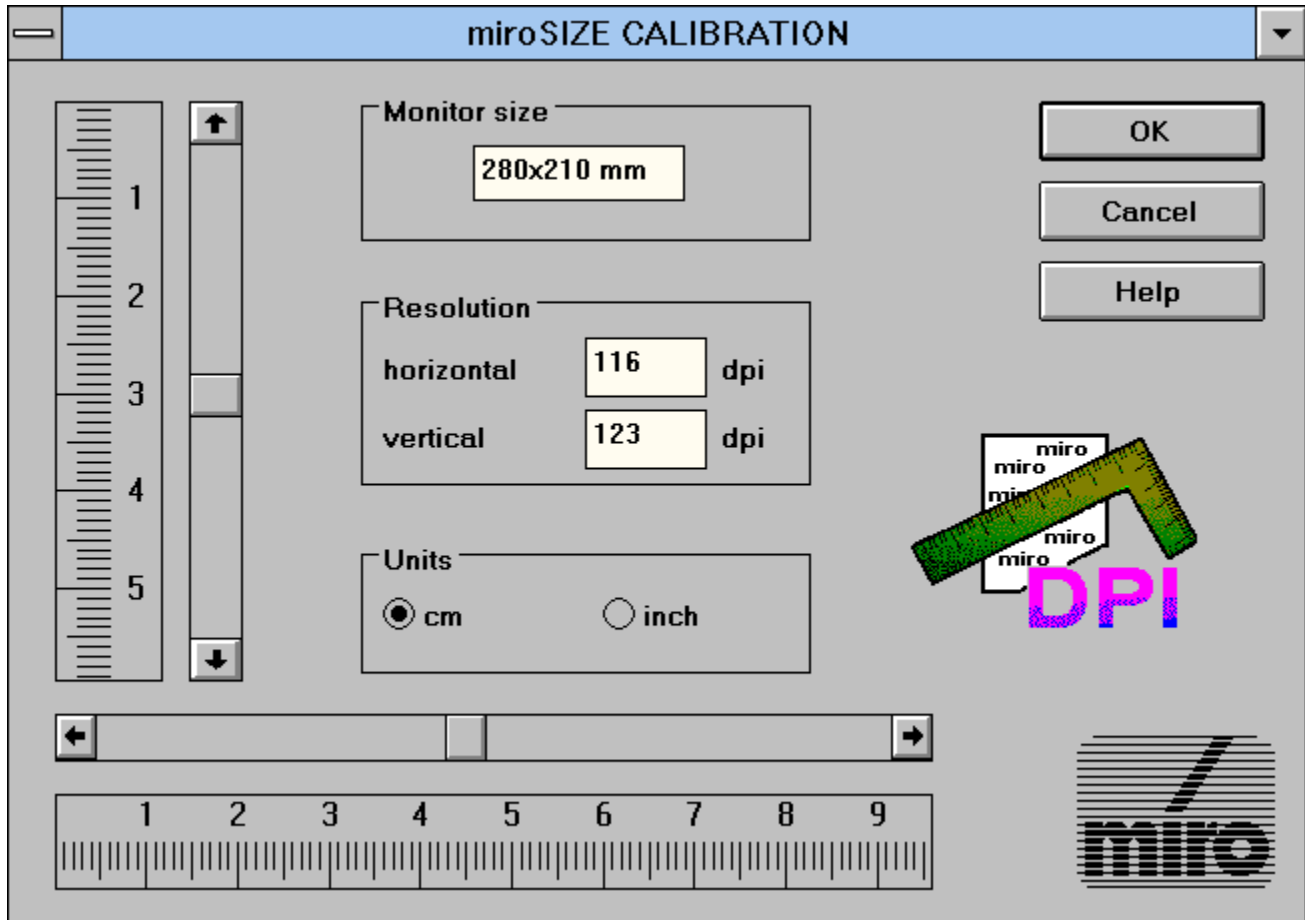 miroSIZE CALIBRATION
Monitor size
280x210 mm
OK
Cancel
Help
1
2
3
4
5
Resolution
horizontal 116 dpi
vertical 123 dpi
Units
cm inch
miro
miro
miro
miro
DPI
1 2 3 4 5 6 7 8 9
miro